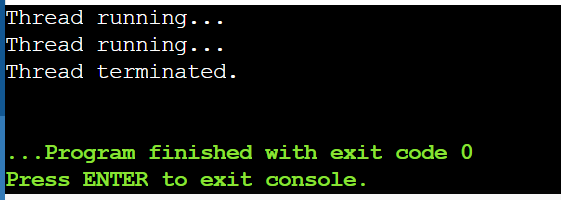 Thread running...
Thread running...
Thread terminated.
...Program finished with exit code 0
Press ENTER to exit console.